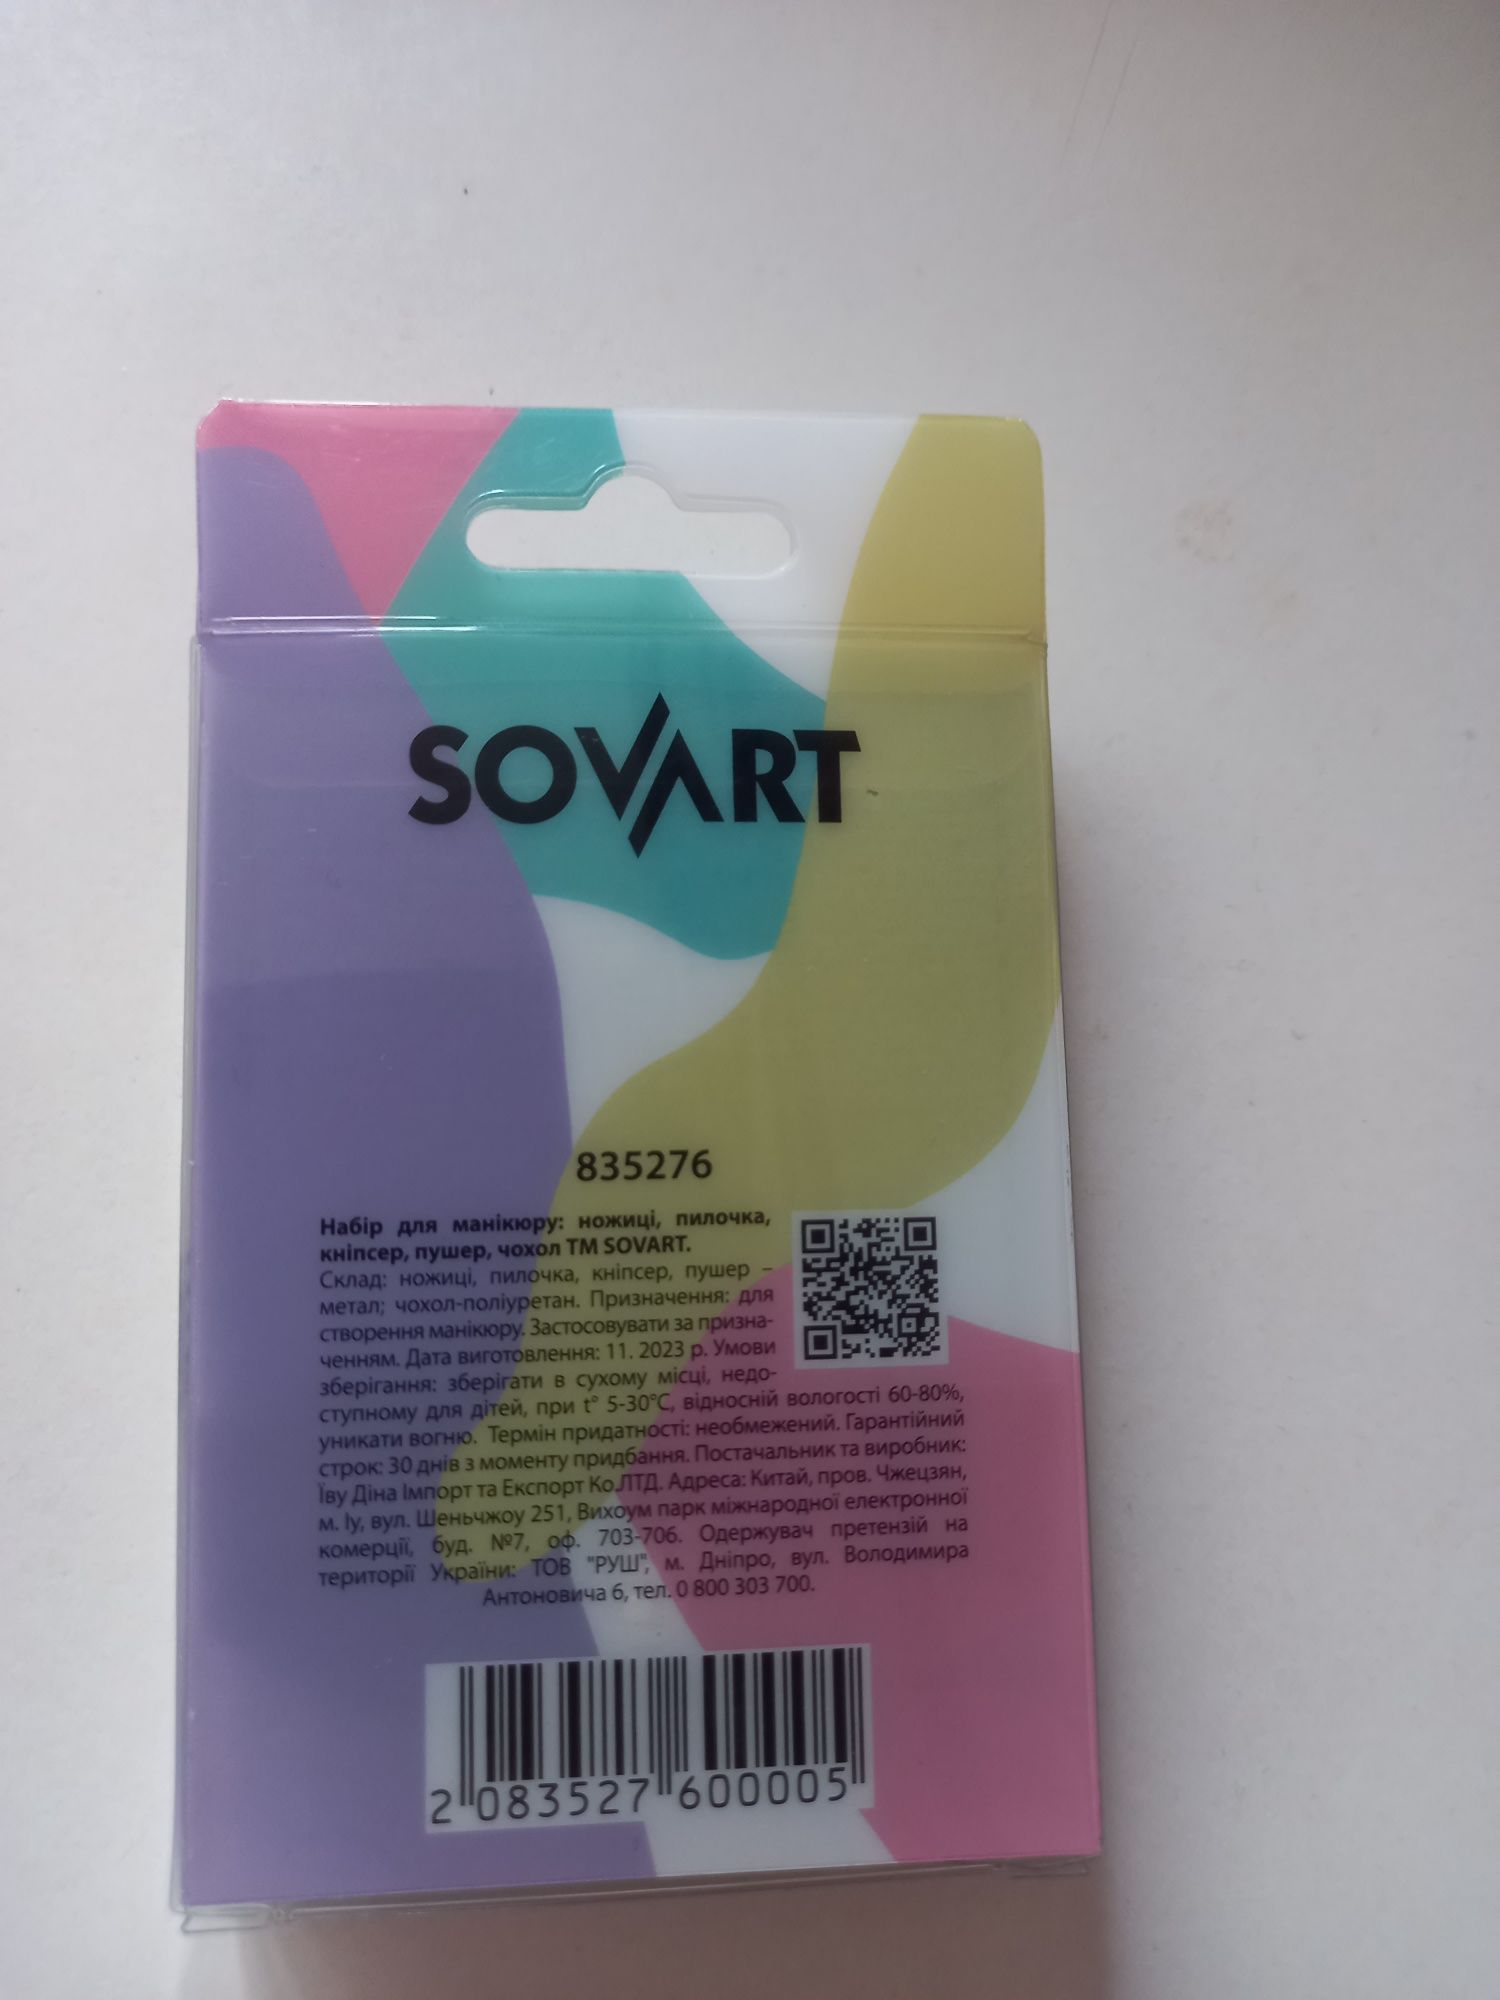 SOVART
835276
Набір для манікюру: ножиці, пилочка,
кніпсер, пушер, чохол ТМ SOVART.
Склад: ножиці, пилочка, кніпсер, пушер –
метал; чохол-поліуретан. Призначення: для
створення манікюру. Застосовувати за призна-
ченням. Дата виготовлення: 11. 2023 р. Умови
зберігання: зберігати в сухому місці, недо-
ступному для дітей, при t° 5-30°C, відносній вологості 60-80%,
уникати вогню. Термін придатності: необмежений. Гарантійний
строк: 30 днів з моменту придбання. Постачальник та виробник:
Їву Діна Імпорт та Експорт Ко.ЛТД. Адреса: Китай, пров. Чжецзян,
м. Іу, вул. Шеньчжоу 251, Вихоум парк міжнародної електронної
комерції, буд. №7, оф. 703-706. Одержувач претензій на
території України: ТОВ "РУШ", м. Дніпро, вул. Володимира
Антоновича 6, тел. 0 800 303 700.
2 083527 600005